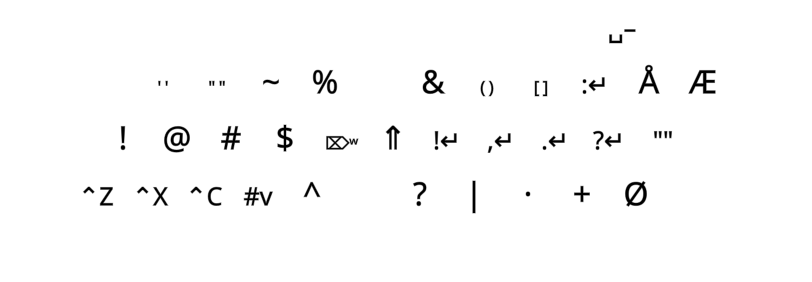 ␣‾
'' "" ~ % & () [] :↵ Å Æ
! @ # $ ⌦w ⇑ !↵ ,↵ .↵ ?↵ ""
^Z ^X ^C #v ^ ? | · + Ø